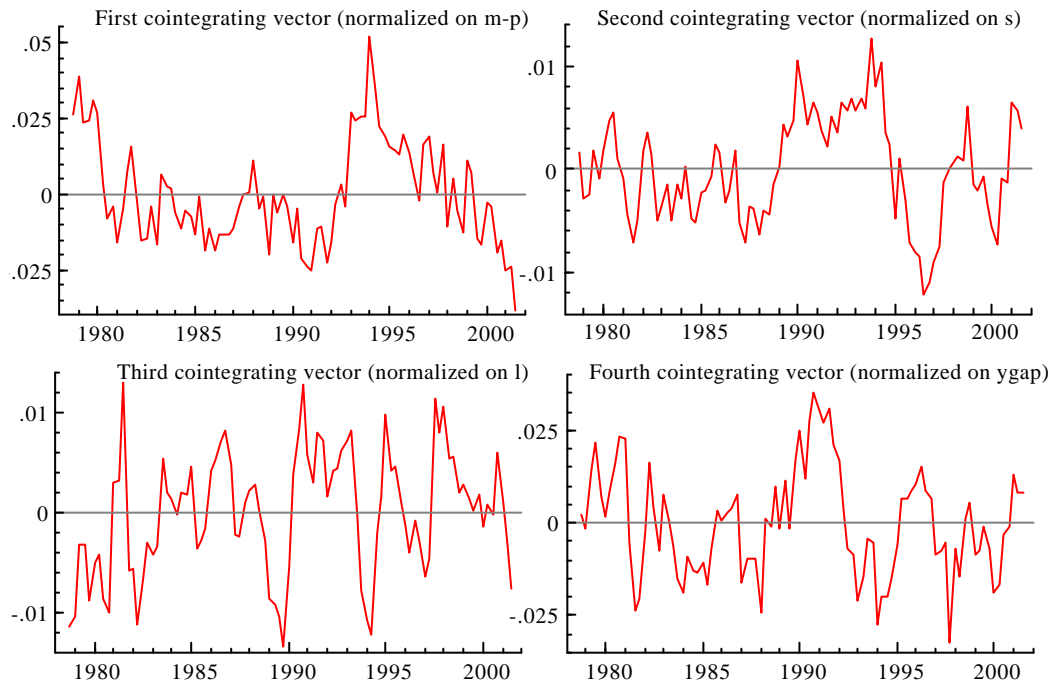 First cointegrating vector (normalized on m-p)
.05
.025
0
.025
1980 1985 1990 1995 2000
Second cointegrating vector (normalized on s)
.01
0
-.01
1980 1985 1990 1995 2000
Third cointegrating vector (normalized on l)
.01
0
-.01
1980 1985 1990 1995 2000
Fourth cointegrating vector (normalized on ygap)
.025
0
-.025
1980 1985 1990 1995 2000